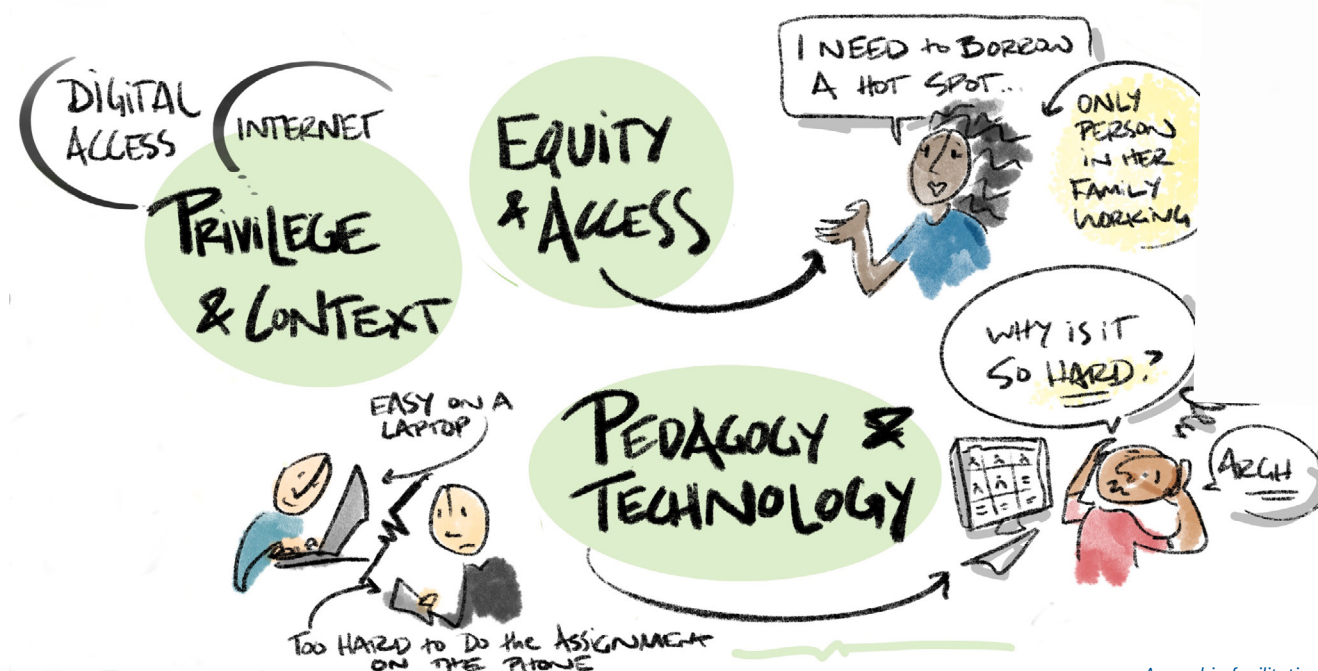 DIGITAL
ACCESS
INTERNET
PRIVILEGE
& CONTEXT
EQUITY
& ACCESS
I NEED to BORROW
A HOT SPOT...
ONLY
PERSON
IN HER
FAMILY
WORKING
EASY ON A
LAPTOP
TOO HARD to DO the ASSIGNMENT
ON THE PHONE
PEDAGOGY &
TECHNOLOGY
WHY IS IT
SO HARD?
ARGH